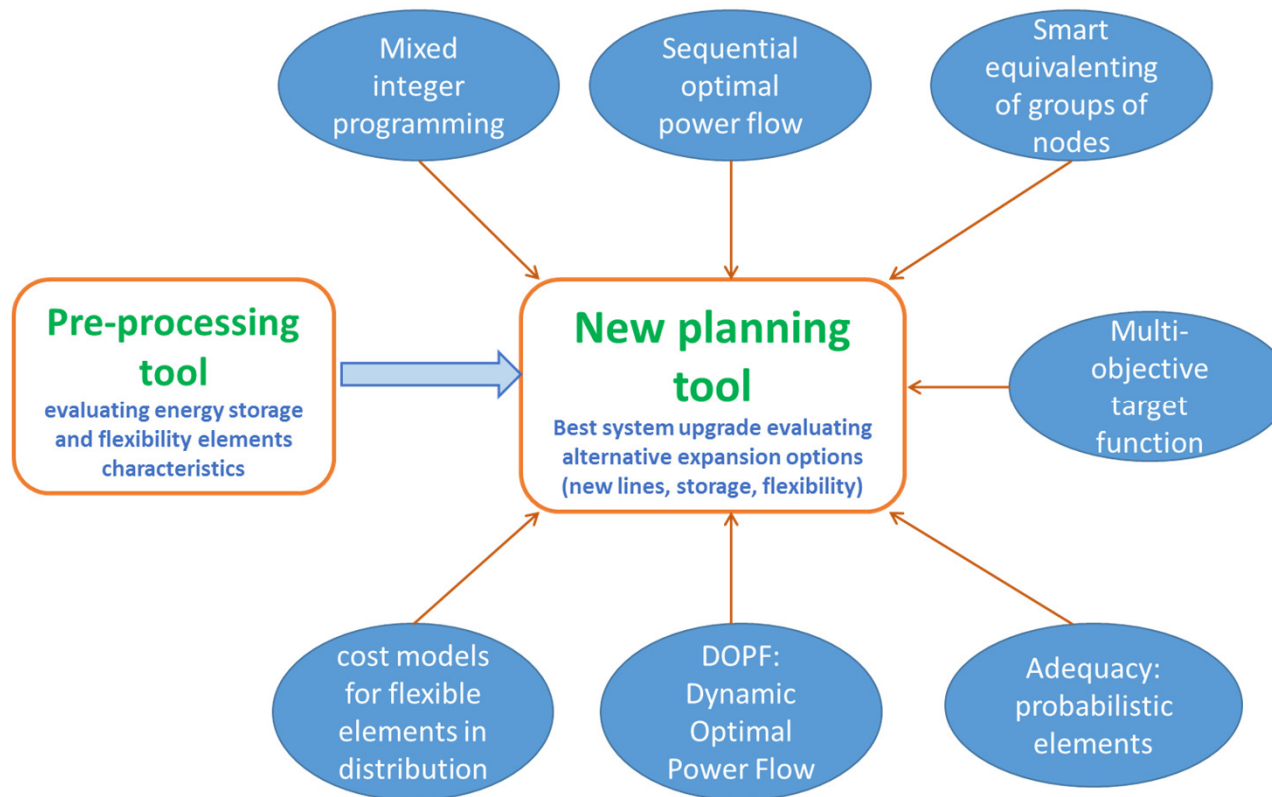 Mixed
integer
programming
Sequential
optimal
power flow
Smart
equivalenting
of groups of
nodes
Pre-processing
tool
evaluating energy storage
and flexibility elements
characteristics
New planning
tool
Best system upgrade evaluating
alternative expansion options
(new lines, storage, flexibility)
Multi-
objective
target
function
cost models
for flexible
elements in
distribution
DOPF:
Dynamic
Optimal
Power Flow
Adequacy:
probabilistic
elements